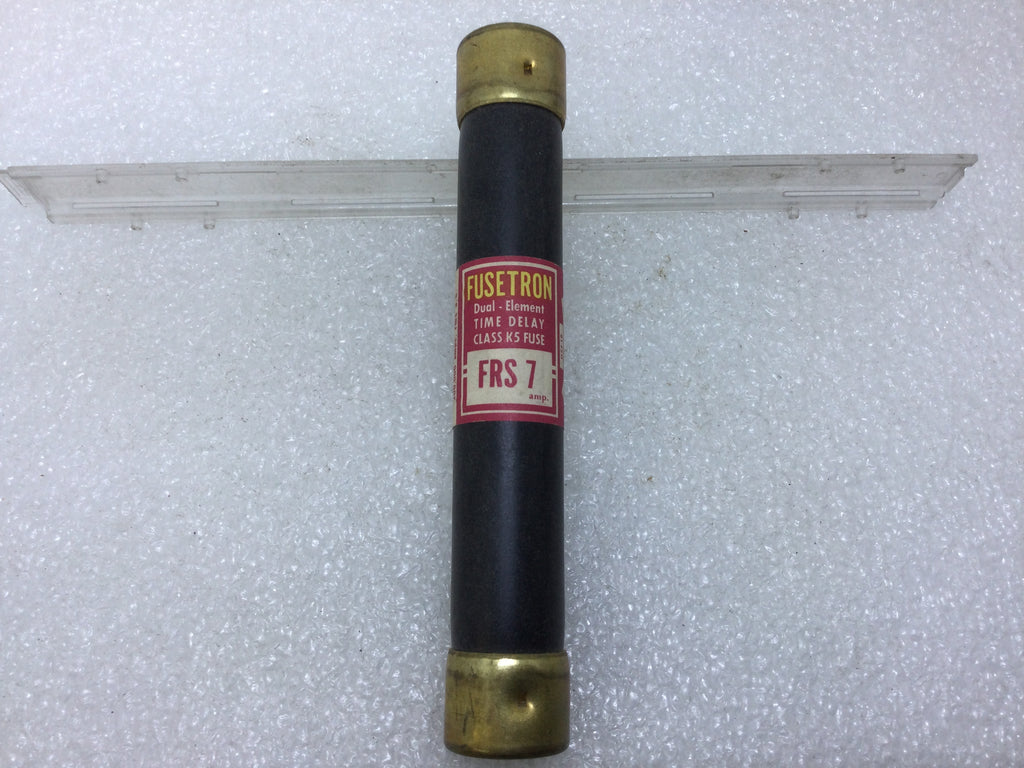 FUSETRON
Dual - Element
TIME DELAY
CLASS K5 FUSE
FRS 7
amp.